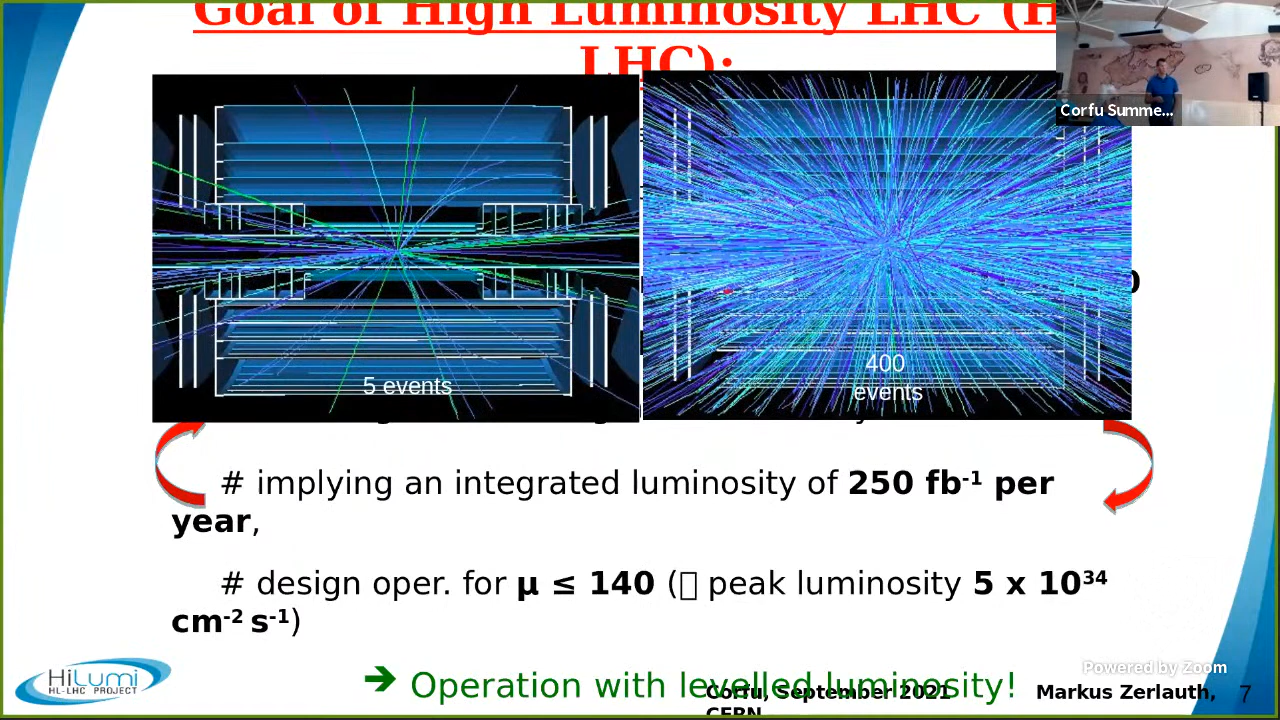 Goal of High Luminosity LHC (H
LHC):
Corfu Summe...
5 events
400
events
# implying an integrated luminosity of 250 fb⁻¹ per
year,
# design oper. for μ ≤ 140 (▯ peak luminosity 5 x 10³⁴
cm⁻² s⁻¹)
➔ Operation with levelled luminosity!
Powered by Zoom
HiLumi
HL-LHC PROJECT
Corfu, September 2021 Markus Zerlauth,
CERN
7